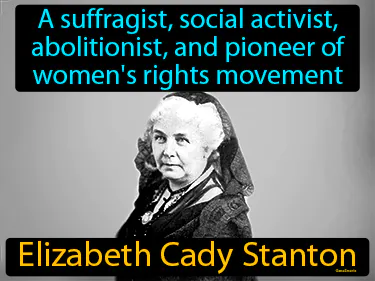 A suffragist, social activist,
abolitionist, and pioneer of
women's rights movement
Elizabeth Cady Stanton